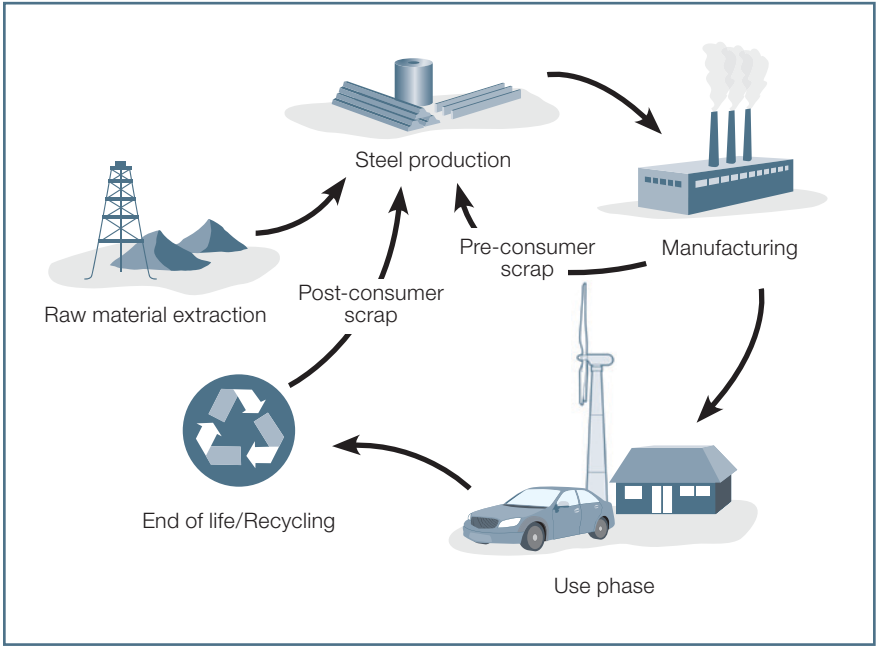 Steel production
Manufacturing
Pre-consumer
scrap
Post-consumer
scrap
Raw material extraction
End of life/Recycling
Use phase